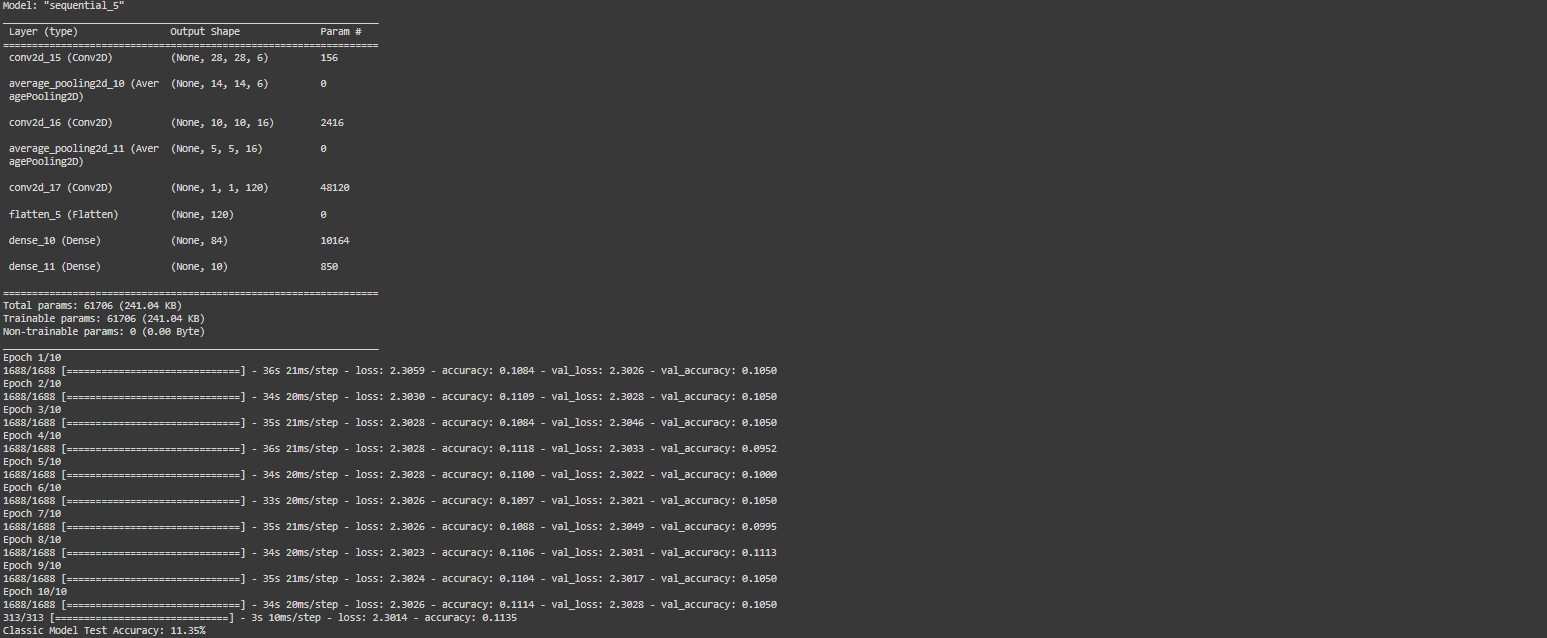 Model: "sequential_5"
_________________________________________________________________
Layer (type) Output Shape Param #
=================================================================
conv2d_15 (Conv2D) (None, 28, 28, 6) 156
average_pooling2d_10 (Aver (None, 14, 14, 6) 0
agePooling2D)
conv2d_16 (Conv2D) (None, 10, 10, 16) 2416
average_pooling2d_11 (Aver (None, 5, 5, 16) 0
agePooling2D)
conv2d_17 (Conv2D) (None, 1, 1, 120) 48120
flatten_5 (Flatten) (None, 120) 0
dense_10 (Dense) (None, 84) 10164
dense_11 (Dense) (None, 10) 850
=================================================================
Total params: 61706 (241.04 KB)
Trainable params: 61706 (241.04 KB)
Non-trainable params: 0 (0.00 Byte)
_________________________________________________________________
Epoch 1/10
1688/1688 [==============================] - 36s 21ms/step - loss: 2.3059 - accuracy: 0.1084 - val_loss: 2.3026 - val_accuracy: 0.1050
Epoch 2/10
1688/1688 [==============================] - 34s 20ms/step - loss: 2.3030 - accuracy: 0.1109 - val_loss: 2.3028 - val_accuracy: 0.1050
Epoch 3/10
1688/1688 [==============================] - 35s 21ms/step - loss: 2.3028 - accuracy: 0.1084 - val_loss: 2.3046 - val_accuracy: 0.1050
Epoch 4/10
1688/1688 [==============================] - 36s 21ms/step - loss: 2.3028 - accuracy: 0.1118 - val_loss: 2.3033 - val_accuracy: 0.0952
Epoch 5/10
1688/1688 [==============================] - 34s 20ms/step - loss: 2.3028 - accuracy: 0.1100 - val_loss: 2.3022 - val_accuracy: 0.1000
Epoch 6/10
1688/1688 [==============================] - 33s 20ms/step - loss: 2.3026 - accuracy: 0.1097 - val_loss: 2.3021 - val_accuracy: 0.1050
Epoch 7/10
1688/1688 [==============================] - 35s 21ms/step - loss: 2.3026 - accuracy: 0.1088 - val_loss: 2.3049 - val_accuracy: 0.0995
Epoch 8/10
1688/1688 [==============================] - 34s 20ms/step - loss: 2.3023 - accuracy: 0.1106 - val_loss: 2.3031 - val_accuracy: 0.1113
Epoch 9/10
1688/1688 [==============================] - 35s 21ms/step - loss: 2.3024 - accuracy: 0.1104 - val_loss: 2.3017 - val_accuracy: 0.1050
Epoch 10/10
1688/1688 [==============================] - 34s 20ms/step - loss: 2.3026 - accuracy: 0.1114 - val_loss: 2.3028 - val_accuracy: 0.1050
313/313 [==============================] - 3s 10ms/step - loss: 2.3014 - accuracy: 0.1135
Classic Model Test Accuracy: 11.35%